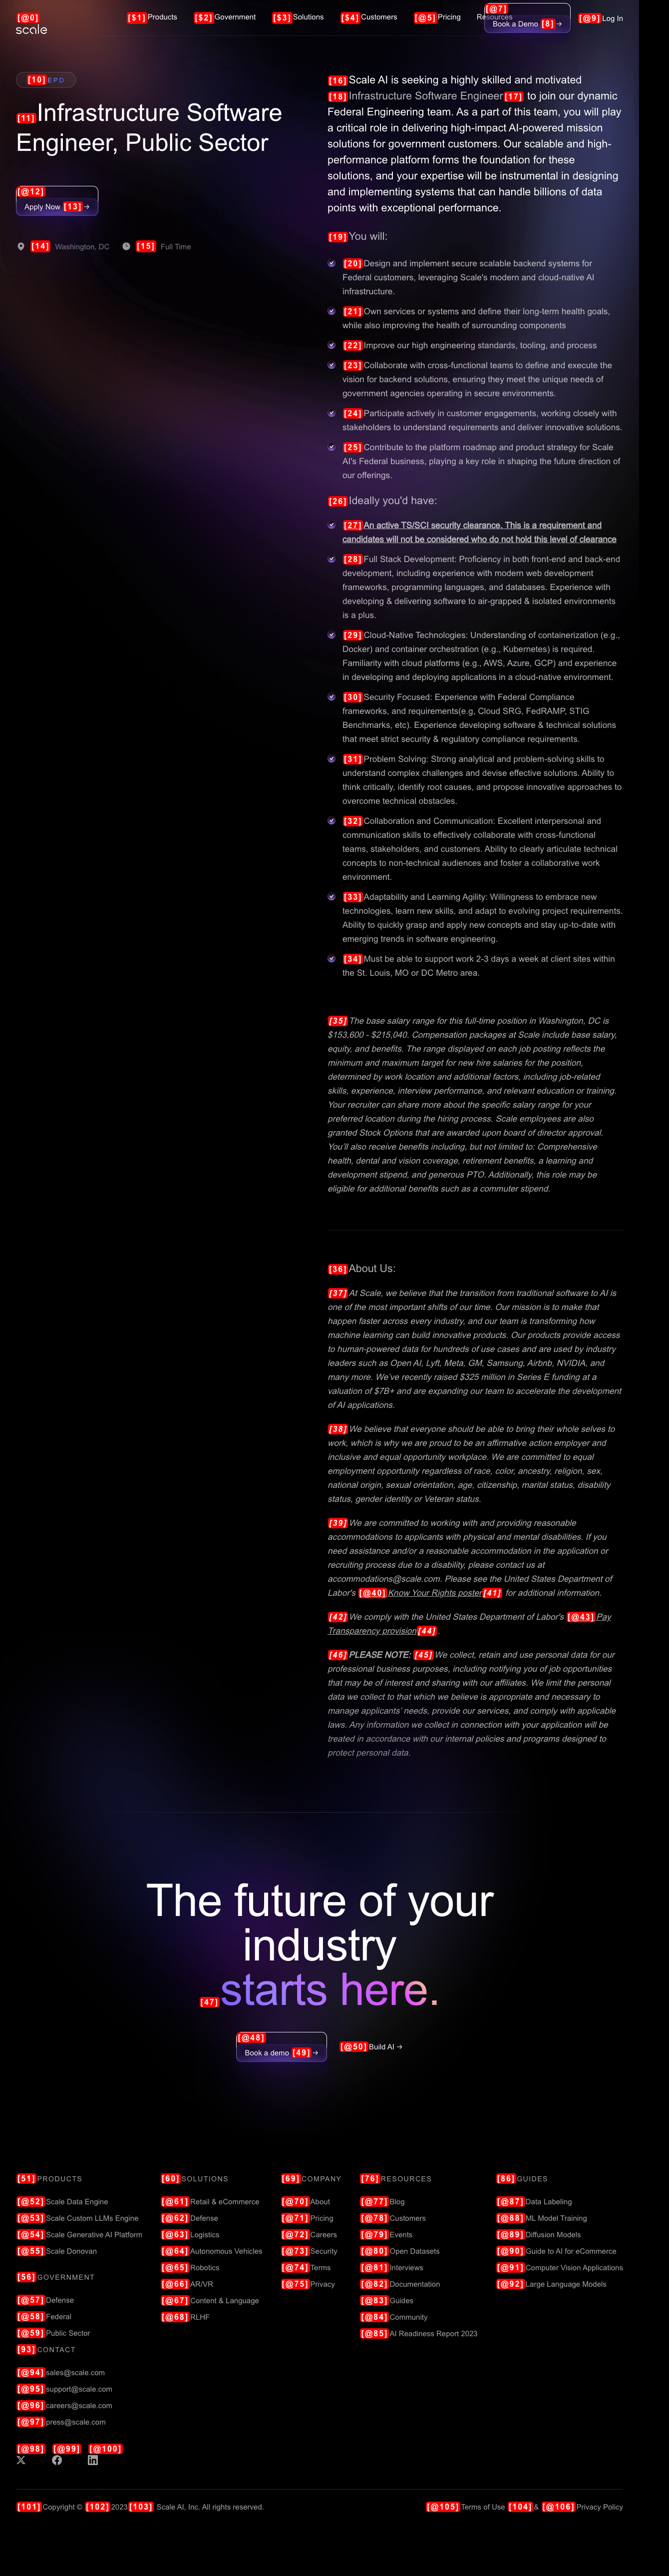 [@0] scale
[$1]Products [$2]Government [$3]Solutions [$4]Customers [@5]Pricing Resources
[@7] Book a Demo [8] →
[@9] Log In
[10] EPD
[11]Infrastructure Software
Engineer, Public Sector
[@12]
Apply Now [13] →
[14] Washington, DC [15] Full Time
[16]Scale AI is seeking a highly skilled and motivated
[18]Infrastructure Software Engineer[17] to join our dynamic
Federal Engineering team. As a part of this team, you will play
a critical role in delivering high-impact AI-powered mission
solutions for government customers. Our scalable and high-
performance platform forms the foundation for these
solutions, and your expertise will be instrumental in designing
and implementing systems that can handle billions of data
points with exceptional performance.
[19]You will:
[20]Design and implement secure scalable backend systems for
Federal customers, leveraging Scale's modern and cloud-native AI
infrastructure.
[21]Own services or systems and define their long-term health goals,
while also improving the health of surrounding components
[22]Improve our high engineering standards, tooling, and process
[23]Collaborate with cross-functional teams to define and execute the
vision for backend solutions, ensuring they meet the unique needs of
government agencies operating in secure environments.
[24]Participate actively in customer engagements, working closely with
stakeholders to understand requirements and deliver innovative solutions.
[25]Contribute to the platform roadmap and product strategy for Scale
AI's Federal business, playing a key role in shaping the future direction of
our offerings.
[26]Ideally you'd have:
[27]An active TS/SCI security clearance. This is a requirement and
candidates will not be considered who do not hold this level of clearance
[28]Full Stack Development: Proficiency in both front-end and back-end
development, including experience with modern web development
frameworks, programming languages, and databases. Experience with
developing & delivering software to air-grapped & isolated environments
is a plus.
[29]Cloud-Native Technologies: Understanding of containerization (e.g.,
Docker) and container orchestration (e.g., Kubernetes) is required.
Familiarity with cloud platforms (e.g., AWS, Azure, GCP) and experience
in developing and deploying applications in a cloud-native environment.
[30]Security Focused: Experience with Federal Compliance
frameworks, and requirements(e.g, Cloud SRG, FedRAMP, STIG
Benchmarks, etc). Experience developing software & technical solutions
that meet strict security & regulatory compliance requirements.
[31]Problem Solving: Strong analytical and problem-solving skills to
understand complex challenges and devise effective solutions. Ability to
think critically, identify root causes, and propose innovative approaches to
overcome technical obstacles.
[32]Collaboration and Communication: Excellent interpersonal and
communication skills to effectively collaborate with cross-functional
teams, stakeholders, and customers. Ability to clearly articulate technical
concepts to non-technical audiences and foster a collaborative work
environment.
[33]Adaptability and Learning Agility: Willingness to embrace new
technologies, learn new skills, and adapt to evolving project requirements.
Ability to quickly grasp and apply new concepts and stay up-to-date with
emerging trends in software engineering.
[34]Must be able to support work 2-3 days a week at client sites within
the St. Louis, MO or DC Metro area.
[35]The base salary range for this full-time position in Washington, DC is
$153,600 - $215,040. Compensation packages at Scale include base salary,
equity, and benefits. The range displayed on each job posting reflects the
minimum and maximum target for new hire salaries for the position,
determined by work location and additional factors, including job-related
skills, experience, interview performance, and relevant education or training.
Your recruiter can share more about the specific salary range for your
preferred location during the hiring process. Scale employees are also
granted Stock Options that are awarded upon board of director approval.
You'll also receive benefits including, but not limited to: Comprehensive
health, dental and vision coverage, retirement benefits, a learning and
development stipend, and generous PTO. Additionally, this role may be
eligible for additional benefits such as a commuter stipend.
[36]About Us:
[37]At Scale, we believe that the transition from traditional software to AI is
one of the most important shifts of our time. Our mission is to make that
happen faster across every industry, and our team is transforming how
machine learning can build innovative products. Our products provide access
to human-powered data for hundreds of use cases and are used by industry
leaders such as Open AI, Lyft, Meta, GM, Samsung, Airbnb, NVIDIA, and
many more. We've recently raised $325 million in Series E funding at a
valuation of $7B+ and are expanding our team to accelerate the development
of AI applications.
[38]We believe that everyone should be able to bring their whole selves to
work, which is why we are proud to be an affirmative action employer and
inclusive and equal opportunity workplace. We are committed to equal
employment opportunity regardless of race, color, ancestry, religion, sex,
national origin, sexual orientation, age, citizenship, marital status, disability
status, gender identity or Veteran status.
[39]We are committed to working with and providing reasonable
accommodations to applicants with physical and mental disabilities. If you
need assistance and/or a reasonable accommodation in the application or
recruiting process due to a disability, please contact us at
accommodations@scale.com. Please see the United States Department of
Labor's [@40]Know Your Rights poster[41] for additional information.
[42]We comply with the United States Department of Labor's [@43]Pay
Transparency provision[44].
[46]PLEASE NOTE: [45]We collect, retain and use personal data for our
professional business purposes, including notifying you of job opportunities
that may be of interest and sharing with our affiliates. We limit the personal
data we collect to that which we believe is appropriate and necessary to
manage applicants' needs, provide our services, and comply with applicable
laws. Any information we collect in connection with your application will be
treated in accordance with our internal policies and programs designed to
protect personal data.
The future of your
industry
[47]starts here.
[@48]
Book a demo [49] →
[@50]Build AI →
[51]PRODUCTS
[@52]Scale Data Engine
[@53]Scale Custom LLMs Engine
[@54]Scale Generative AI Platform
[@55]Scale Donovan
[56]GOVERNMENT
[@57]Defense
[@58]Federal
[@59]Public Sector
[60]SOLUTIONS
[@61]Retail & eCommerce
[@62]Defense
[@63]Logistics
[@64]Autonomous Vehicles
[@65]Robotics
[@66]AR/VR
[@67]Content & Language
[@68]RLHF
[69]COMPANY
[@70]About
[@71]Pricing
[@72]Careers
[@73]Security
[@74]Terms
[@75]Privacy
[76]RESOURCES
[@77]Blog
[@78]Customers
[@79]Events
[@80]Open Datasets
[@81]Interviews
[@82]Documentation
[@83]Guides
[@84]Community
[@85]AI Readiness Report 2023
[86]GUIDES
[@87]Data Labeling
[@88]ML Model Training
[@89]Diffusion Models
[@90]Guide to AI for eCommerce
[@91]Computer Vision Applications
[@92]Large Language Models
[93]CONTACT
[@94]sales@scale.com
[@95]support@scale.com
[@96]careers@scale.com
[@97]press@scale.com
[@98] [@99] [@100]
[101]Copyright © [102]2023[103] Scale AI, Inc. All rights reserved.
[@105]Terms of Use [104]& [@106]Privacy Policy